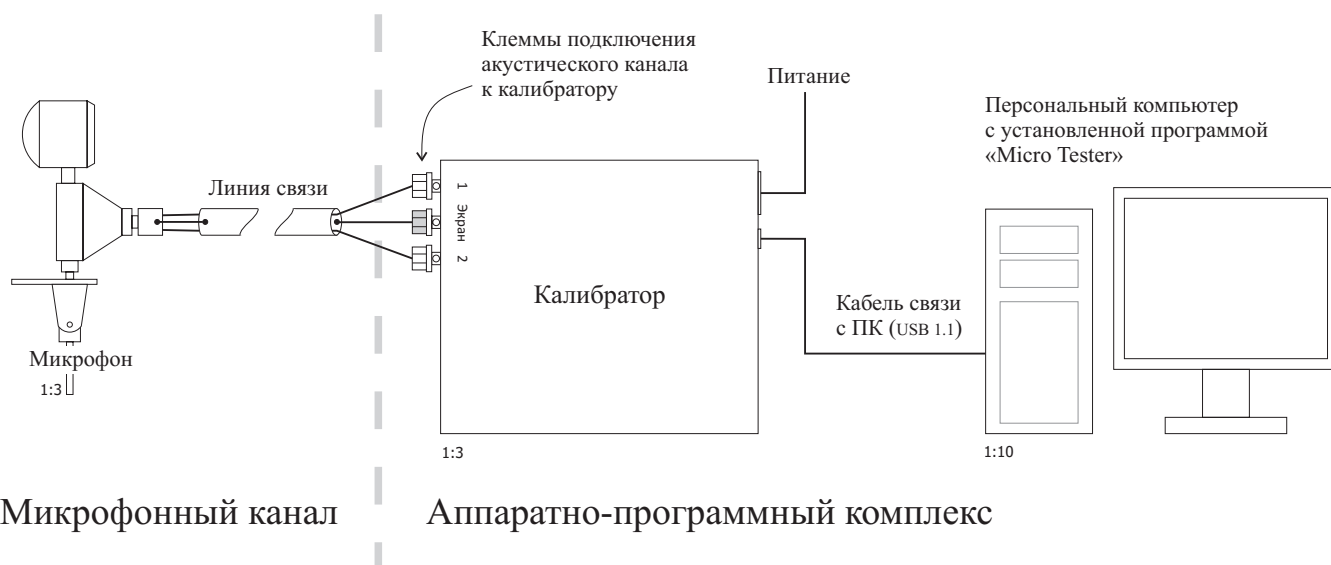 Клеммы подключения
акустического канала
к калибратору
Питание
Персональный компьютер
с установленной программой
«Micro Tester»
Линия связи
1
Экран
2
Калибратор
Кабель связи
с ПК (USB 1.1)
Микрофон
1:3
1:3
1:10
Микрофонный канал
Аппаратно-программный комплекс